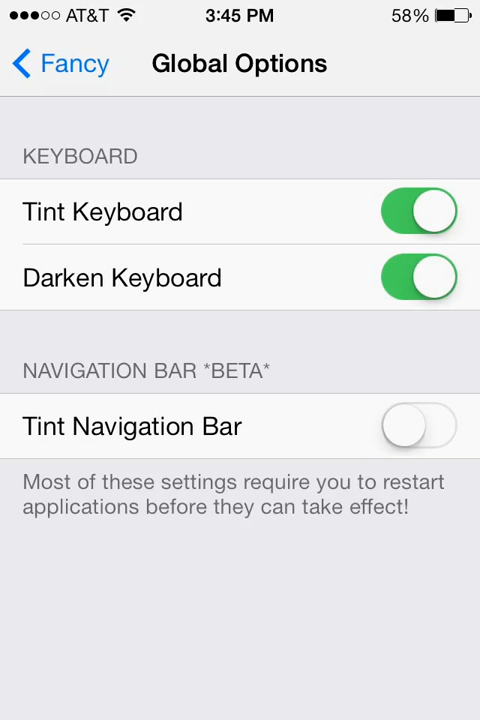 AT&T 3:45 PM 58%
Fancy Global Options
KEYBOARD
Tint Keyboard
Darken Keyboard
NAVIGATION BAR *BETA*
Tint Navigation Bar
Most of these settings require you to restart
applications before they can take effect!